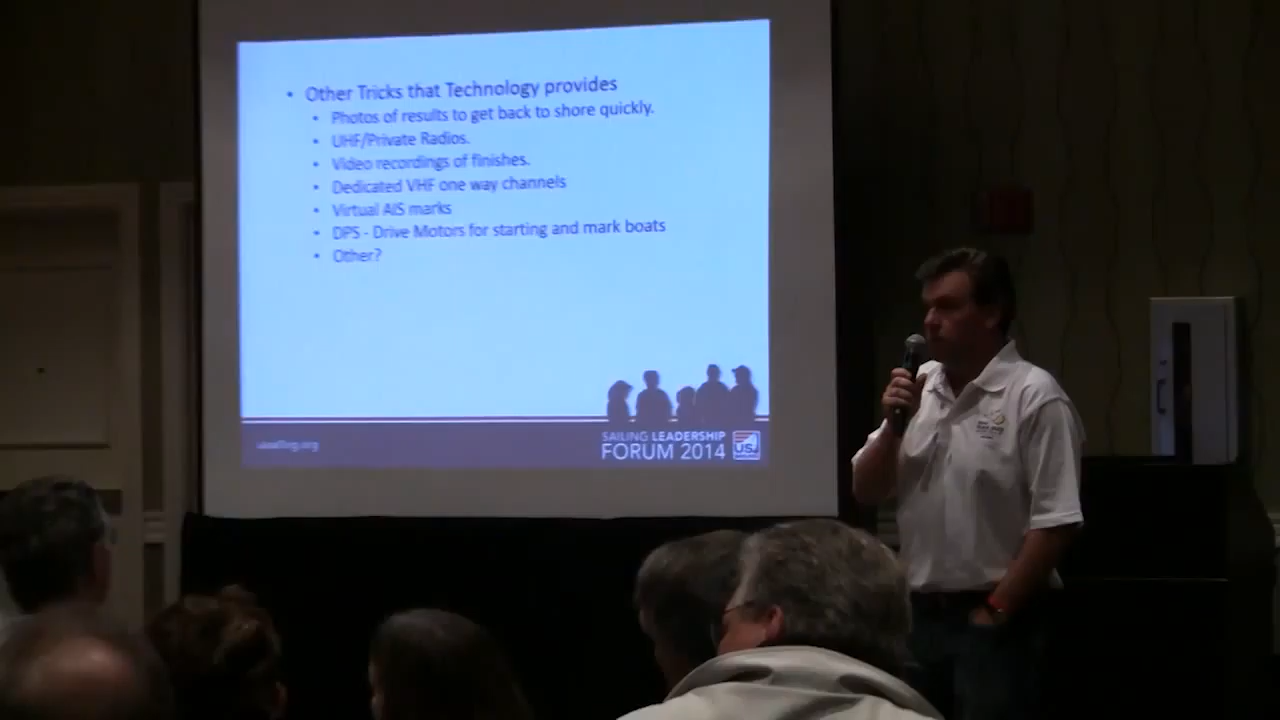 • Other Tricks that Technology provides
• Photos of results to get back to shore quickly.
• UHF/Private Radios.
• Video recordings of finishes.
• Dedicated VHF one way channels
• Virtual AIS marks
• DPS - Drive Motors for starting and mark boats
• Other?
ussailing.org
SAILING LEADERSHIP
FORUM 2014
US